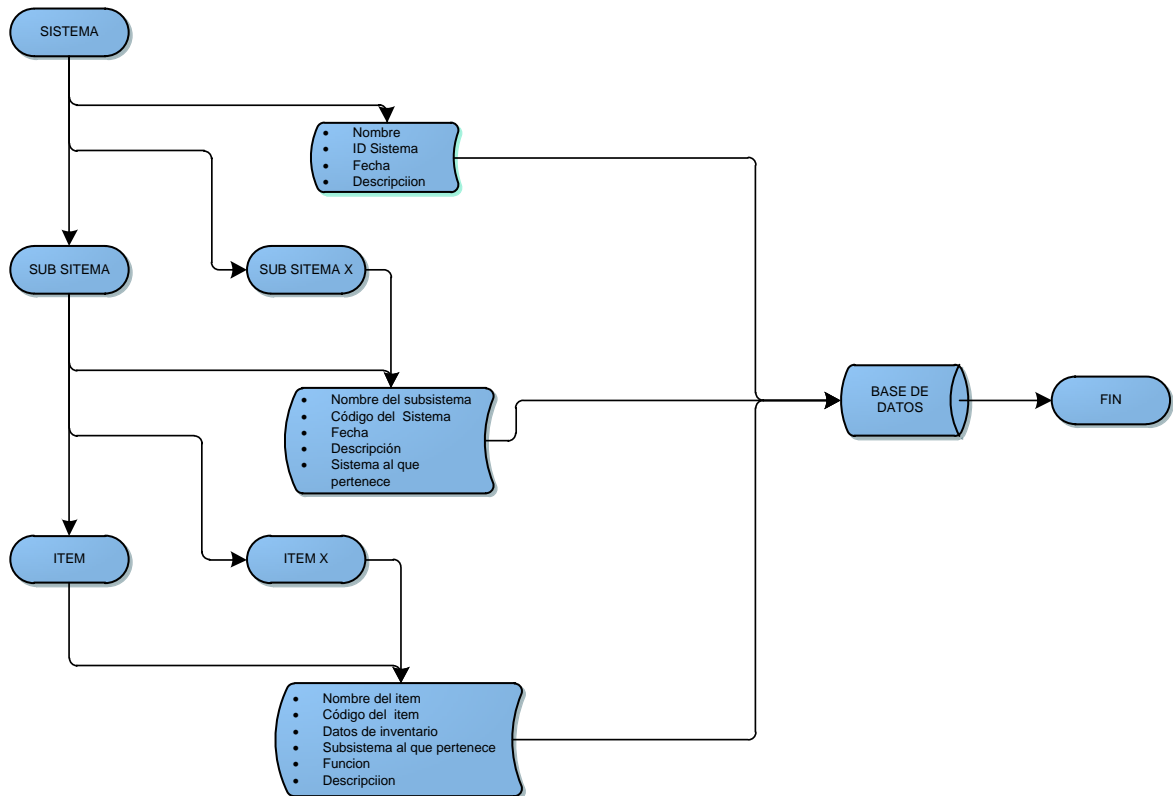 SISTEMA
• Nombre
• ID Sistema
• Fecha
• Descripciion
SUB SITEMA
SUB SITEMA X
• Nombre del subsistema
• Código del Sistema
• Fecha
• Descripción
• Sistema al que
pertenece
BASE DE
DATOS
FIN
ITEM
ITEM X
• Nombre del item
• Código del item
• Datos de inventario
• Subsistema al que pertenece
• Funcion
• Descripciion